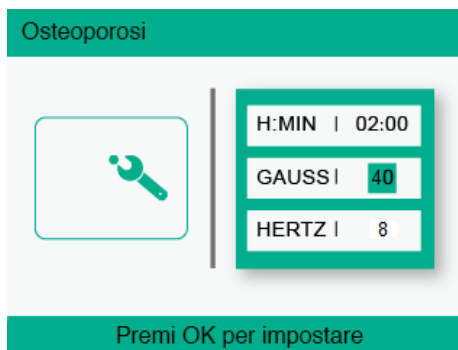 Osteoporosi
H:MIN | 02:00
GAUSS | 40
HERTZ | 8
Premi OK per impostare